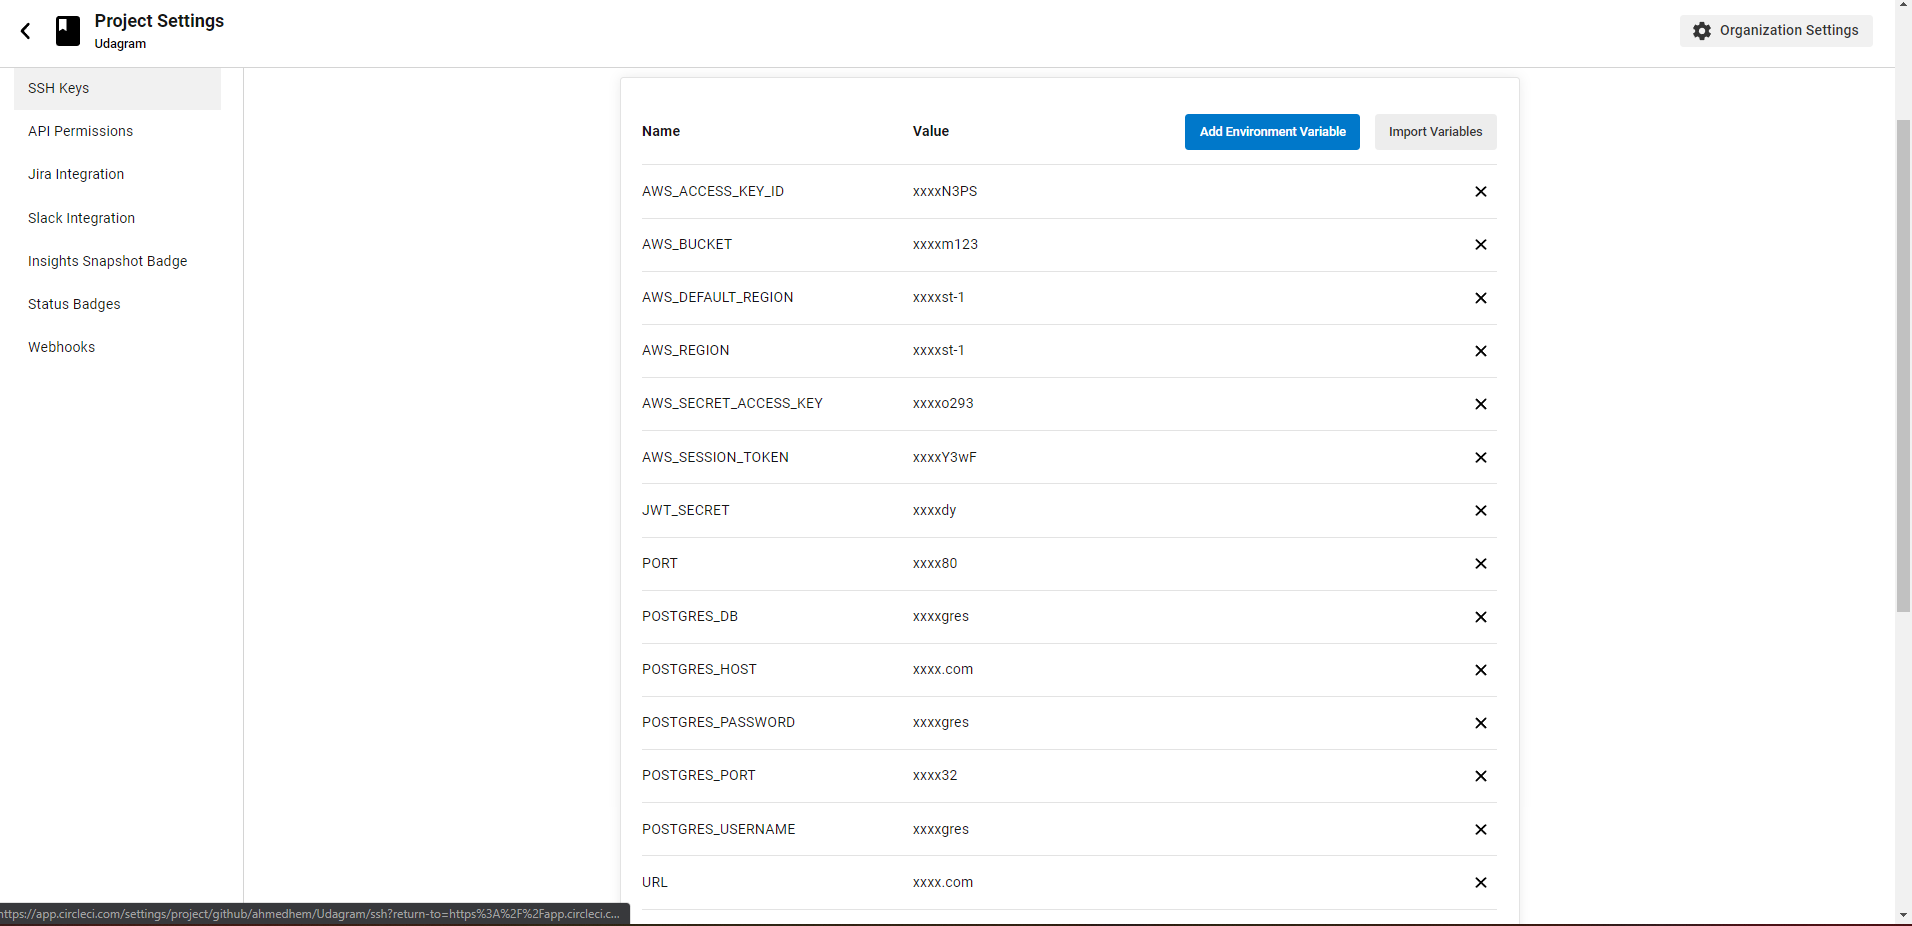 Project Settings
Udagram
Organization Settings
SSH Keys
API Permissions
Jira Integration
Slack Integration
Insights Snapshot Badge
Status Badges
Webhooks
Name Value Add Environment Variable Import Variables
AWS_ACCESS_KEY_ID xxxxN3PS
AWS_BUCKET xxxxm123
AWS_DEFAULT_REGION xxxxst-1
AWS_REGION xxxxst-1
AWS_SECRET_ACCESS_KEY xxxxo293
AWS_SESSION_TOKEN xxxxY3wF
JWT_SECRET xxxxdy
PORT xxxx80
POSTGRES_DB xxxxgres
POSTGRES_HOST xxxx.com
POSTGRES_PASSWORD xxxxgres
POSTGRES_PORT xxxx32
POSTGRES_USERNAME xxxxgres
URL xxxx.com
https://app.circleci.com/settings/project/github/ahmedhem/Udagram/ssh?return-to=https%3A%2F%2Fapp.circleci.c...